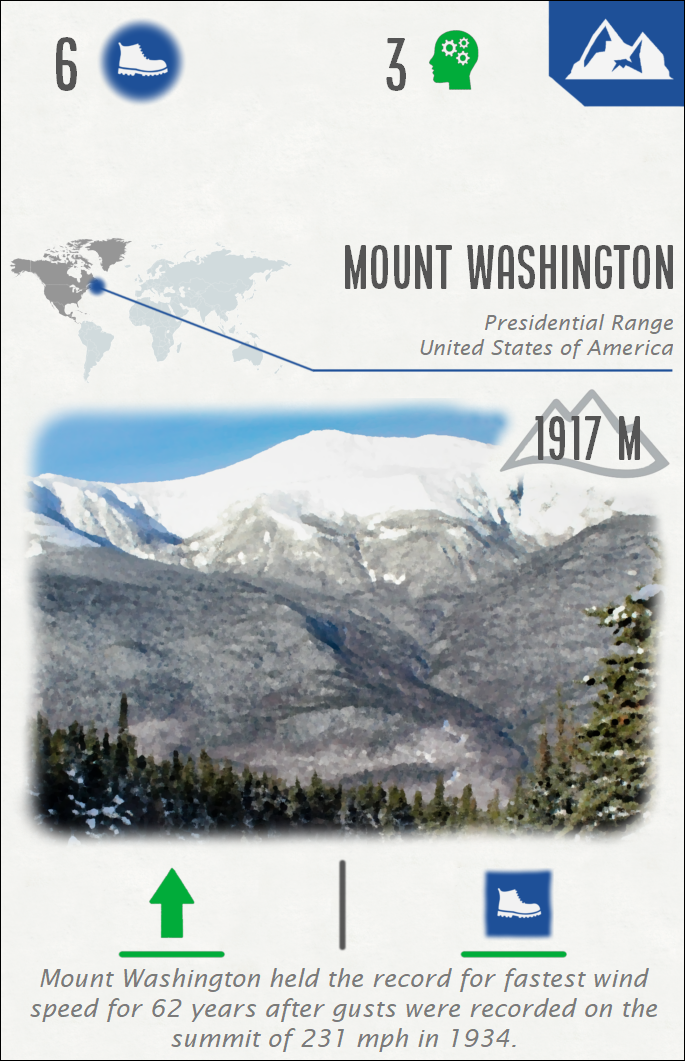 6
3
MOUNT WASHINGTON
Presidential Range
United States of America
1917 M
Mount Washington held the record for fastest wind
speed for 62 years after gusts were recorded on the
summit of 231 mph in 1934.